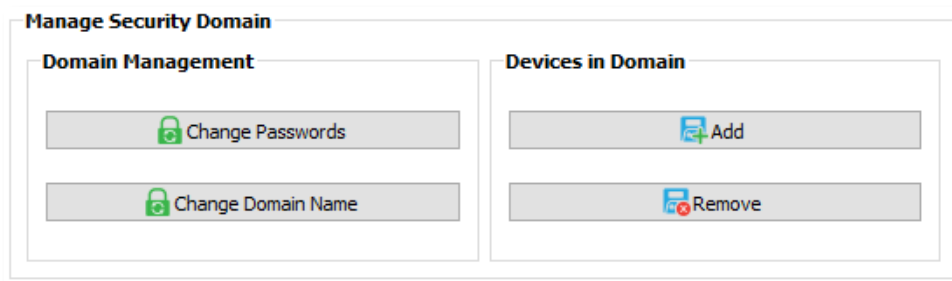 Manage Security Domain
Domain Management
Change Passwords
Change Domain Name
Devices in Domain
Add
Remove